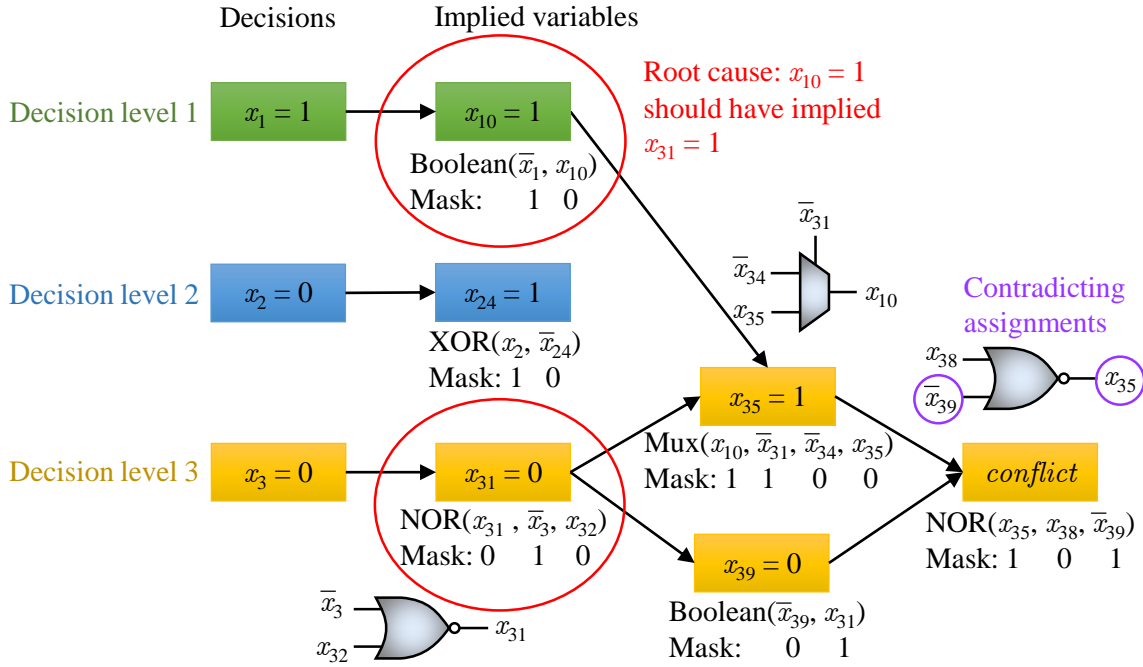 Decisions
Implied variables
Root cause: x₁₀ = 1
should have implied
x₃₁ = 1
Decision level 1
x₁ = 1
x₁₀ = 1
Boolean(x̅₁, x₁₀)
Mask: 1 0
x̅₃₁
x̅₃₄
x₃₅
x₁₀
Decision level 2
x₂ = 0
x₂₄ = 1
XOR(x₂, x̅₂₄)
Mask: 1 0
Contradicting
assignments
x₃₈
x̅₃₉
x₃₅
x₃₅ = 1
Mux(x₁₀, x̅₃₁, x̅₃₄, x₃₅)
Mask: 1 1 0 0
Decision level 3
x₃ = 0
x₃₁ = 0
NOR(x₃₁ , x̅₃, x₃₂)
Mask: 0 1 0
conflict
NOR(x₃₅, x₃₈, x̅₃₉)
Mask: 1 0 1
x₃₉ = 0
Boolean(x̅₃₉, x₃₁)
Mask: 0 1
x̅₃
x₃₂
x₃₁